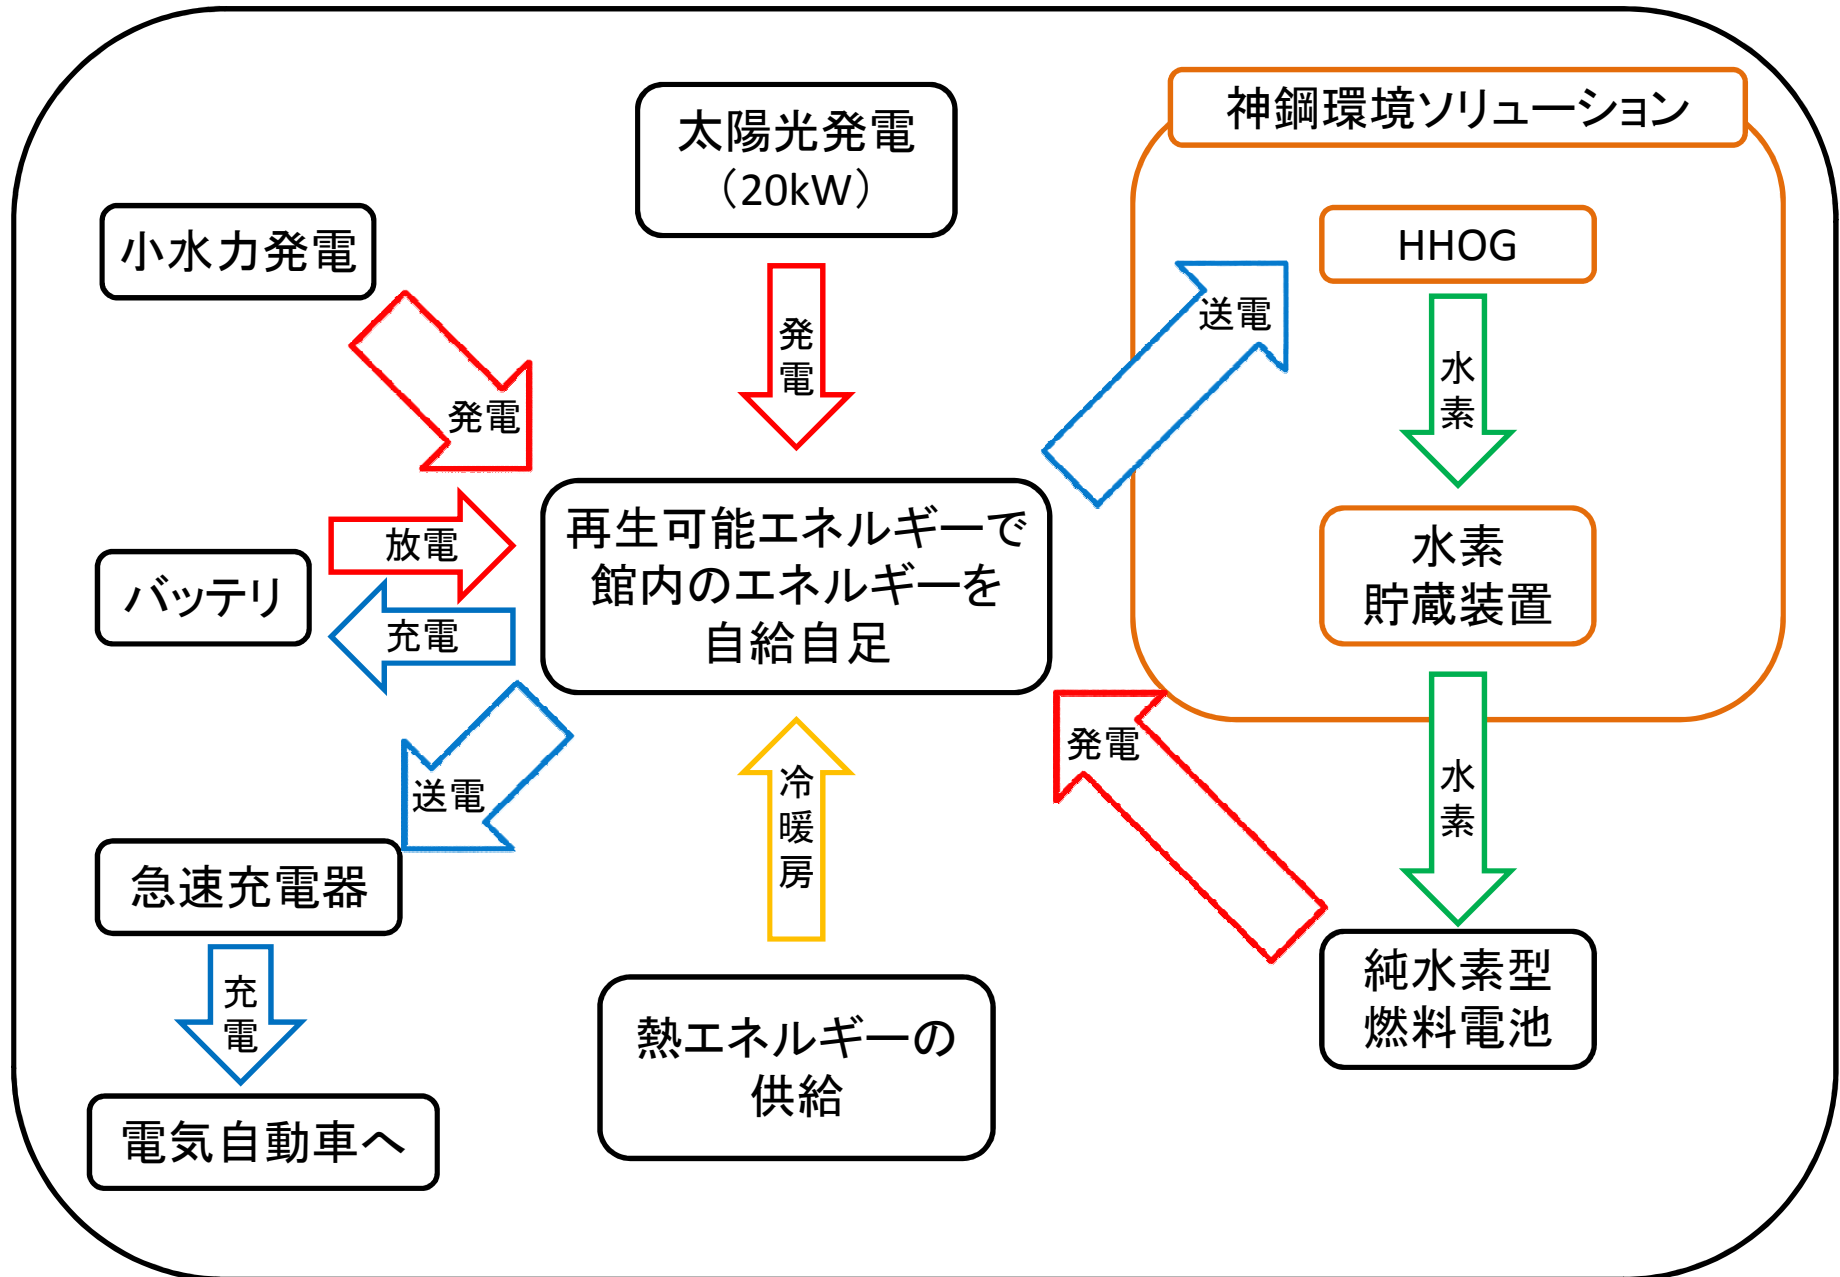 神鋼環境ソリューション
太陽光発電
（20kW）
小水力発電
HHOG
送電
発電
水素
発電
再生可能エネルギーで
館内のエネルギーを
自給自足
放電
バッテリ
充電
水素
貯蔵装置
発電
送電
冷暖房
水素
急速充電器
純水素型
燃料電池
充電
熱エネルギーの
供給
電気自動車へ